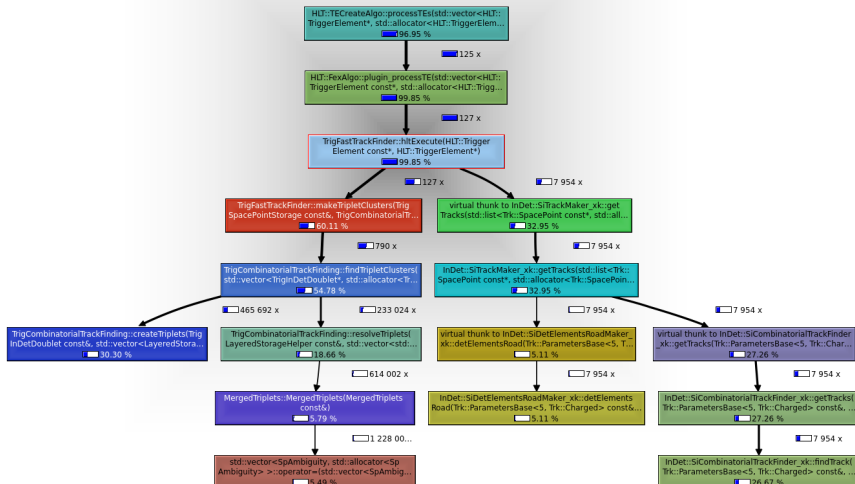 HLT::TECreateAlgo::processTEs(std::vector<HLT::
TriggerElement*, std::allocator<HLT::TriggerElem...
96.95 %
125 x
HLT::FexAlgo::plugin_processTE(std::vector<HLT::
TriggerElement const*, std::allocator<HLT::Trigg...
99.85 %
127 x
TrigFastTrackFinder::hltExecute(HLT::Trigger
Element const*, HLT::TriggerElement*)
99.85 %
127 x
7 954 x
TrigFastTrackFinder::makeTripletClusters(Trig
SpacePointStorage const&, TrigCombinatorialTr...
60.11 %
virtual thunk to InDet::SiTrackMaker_xk::get
Tracks(std::list<Trk::SpacePoint const*, std::all...
32.95 %
790 x
7 954 x
TrigCombinatorialTrackFinding::findTripletClusters(
std::vector<TrigInDetDoublet*, std::allocator<Tr...
54.78 %
InDet::SiTrackMaker_xk::getTracks(std::list<Trk::
SpacePoint const*, std::allocator<Trk::SpacePoin...
32.95 %
465 692 x
233 024 x
7 954 x
7 954 x
TrigCombinatorialTrackFinding::createTriplets(Trig
InDetDoublet const&, std::vector<LayeredStora...
30.30 %
TrigCombinatorialTrackFinding::resolveTriplets(
LayeredStorageHelper const&, std::vector<std:...
18.66 %
virtual thunk to InDet::SiDetElementsRoadMaker_
xk::detElementsRoad(Trk::ParametersBase<5, T...
5.11 %
virtual thunk to InDet::SiCombinatorialTrackFinder
_xk::getTracks(Trk::ParametersBase<5, Trk::Char...
27.26 %
614 002 x
7 954 x
7 954 x
MergedTriplets::MergedTriplets(MergedTriplets
const&)
5.79 %
InDet::SiDetElementsRoadMaker_xk::detElements
Road(Trk::ParametersBase<5, Trk::Charged> const&...
5.11 %
InDet::SiCombinatorialTrackFinder_xk::getTracks(
Trk::ParametersBase<5, Trk::Charged> const&, ...
27.26 %
1 228 00...
7 954 x
std::vector<SpAmbiguity, std::allocator<Sp
Ambiguity> >::operator=(std::vector<SpAmbig...
5.49 %
InDet::SiCombinatorialTrackFinder_xk::findTrack(
Trk::ParametersBase<5, Trk::Charged> const&, ...
26.67 %